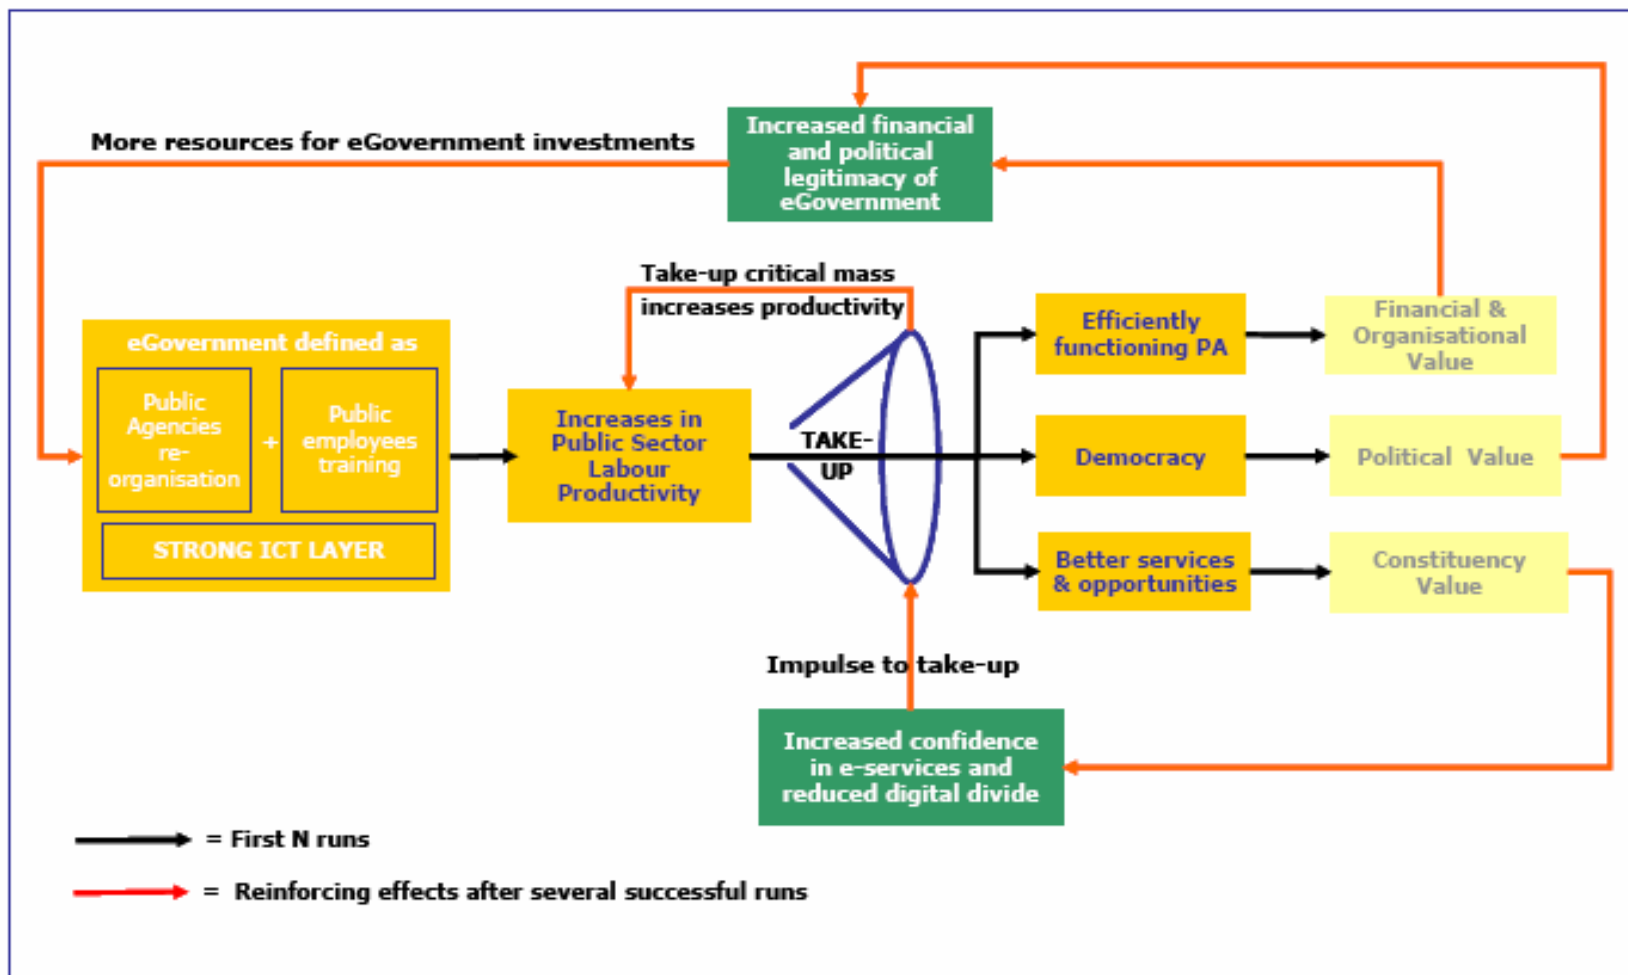 Increased financial
and political
legitimacy of
eGovernment
More resources for eGovernment investments
Take-up critical mass
increases productivity
eGovernment defined as
Public
Agencies
re-
organisation
+
Public
employees
training
STRONG ICT LAYER
Increases in
Public Sector
Labour
Productivity
TAKE-
UP
Efficiently
functioning PA
Financial &
Organisational
Value
Democracy
Political Value
Better services
& opportunities
Constituency
Value
Impulse to take-up
Increased confidence
in e-services and
reduced digital divide
= First N runs
= Reinforcing effects after several successful runs